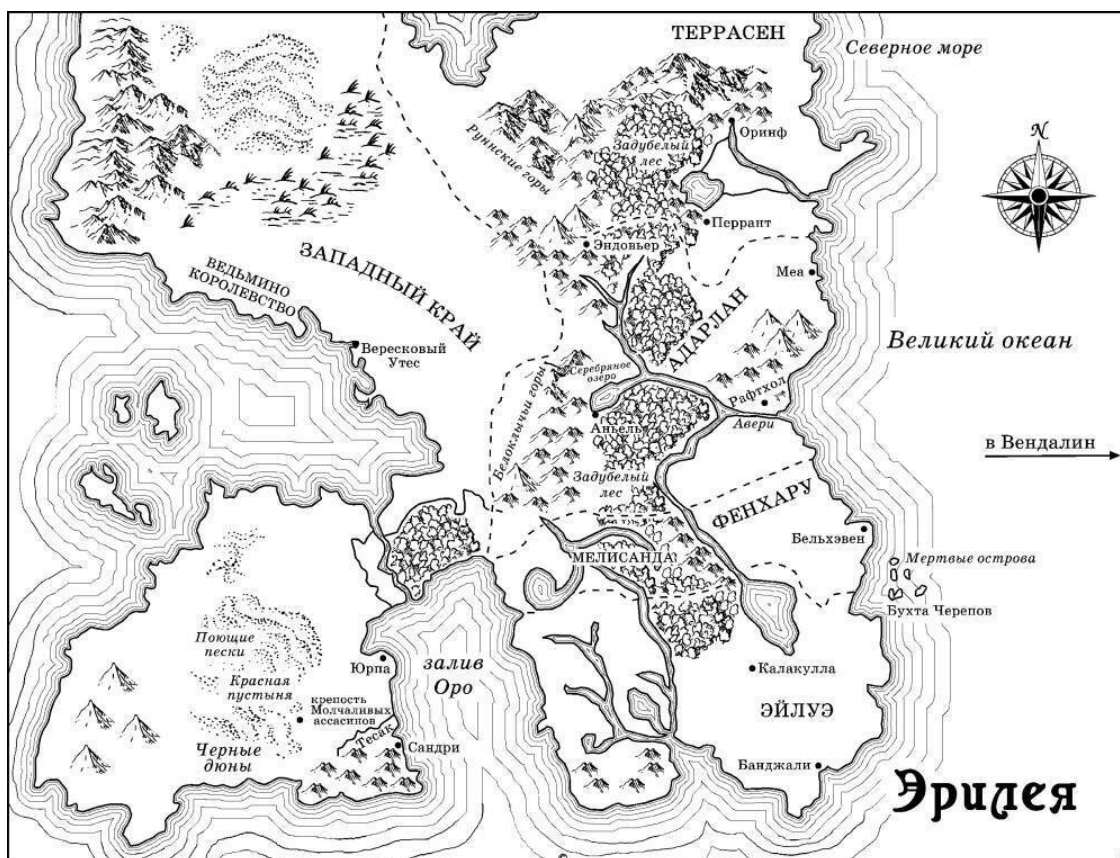 ТЕРРАСЕН
Северное море
N
Оринф
Задубелый
лес
Руннские горы
Перрант
Эндовьер
Меа
ЗАПАДНЫЙ КРАЙ
ВЕДЬМИНО
КОРОЛЕВСТВО
АДАРЛАН
Вересковый
Утес
Великий океан
Серебряное
озеро
Белоклычьи горы
Рафтхол
Аньель
Авери
в Вендалин
Задубелый
лес
ФЕНХАРУ
Бельхэвен
МЕЛИСАНДА
Мертвые острова
Бухта Черепов
Поющие
пески
Юрпа
залив
Оро
Калакулла
Красная
пустыня
крепость
Молчаливых
ассасинов
ЭЙЛУЭ
Тесак
Сандри
Черные
дюны
Банджали
Эрилея